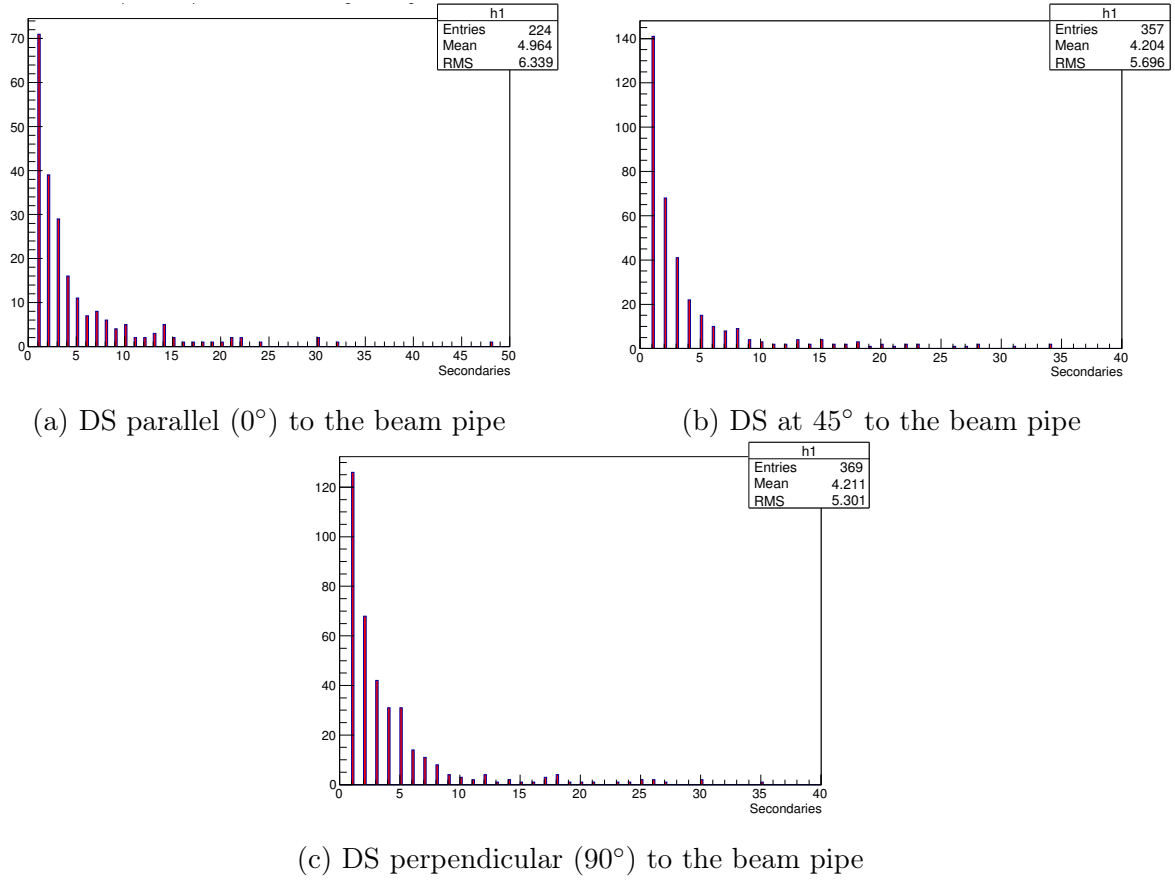 h1
Entries 224
Mean 4.964
RMS 6.339
70
60
50
40
30
20
10
0
0 5 10 15 20 25 30 35 40 45 50
Secondaries
(a) DS parallel (0°) to the beam pipe
h1
Entries 357
Mean 4.204
RMS 5.696
140
120
100
80
60
40
20
0
0 5 10 15 20 25 30 35 40
Secondaries
(b) DS at 45° to the beam pipe
h1
Entries 369
Mean 4.211
RMS 5.301
120
100
80
60
40
20
0
0 5 10 15 20 25 30 35 40
Secondaries
(c) DS perpendicular (90°) to the beam pipe